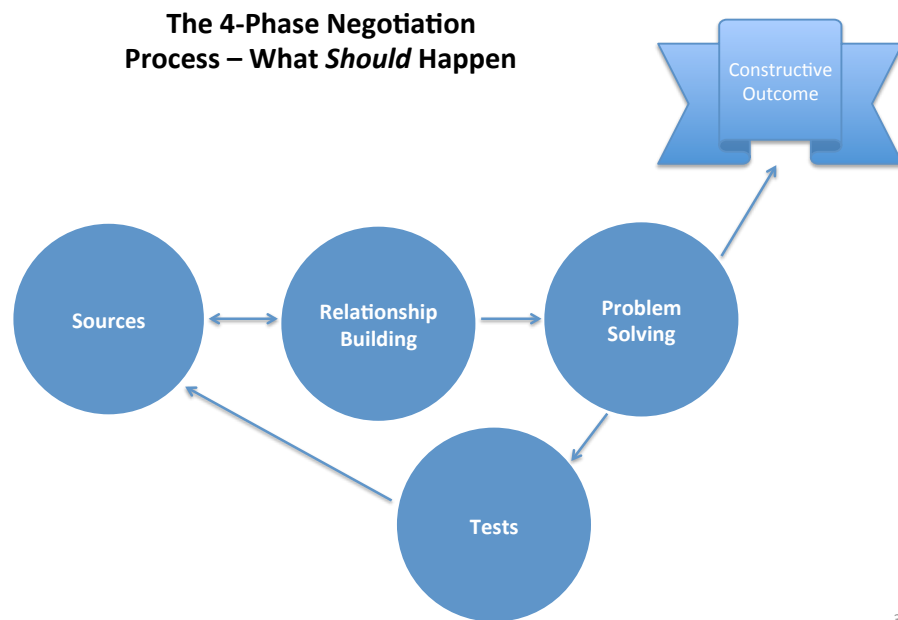 The 4-Phase Negotiation
Process – What Should Happen
Constructive
Outcome
Sources
Relationship
Building
Problem
Solving
Tests